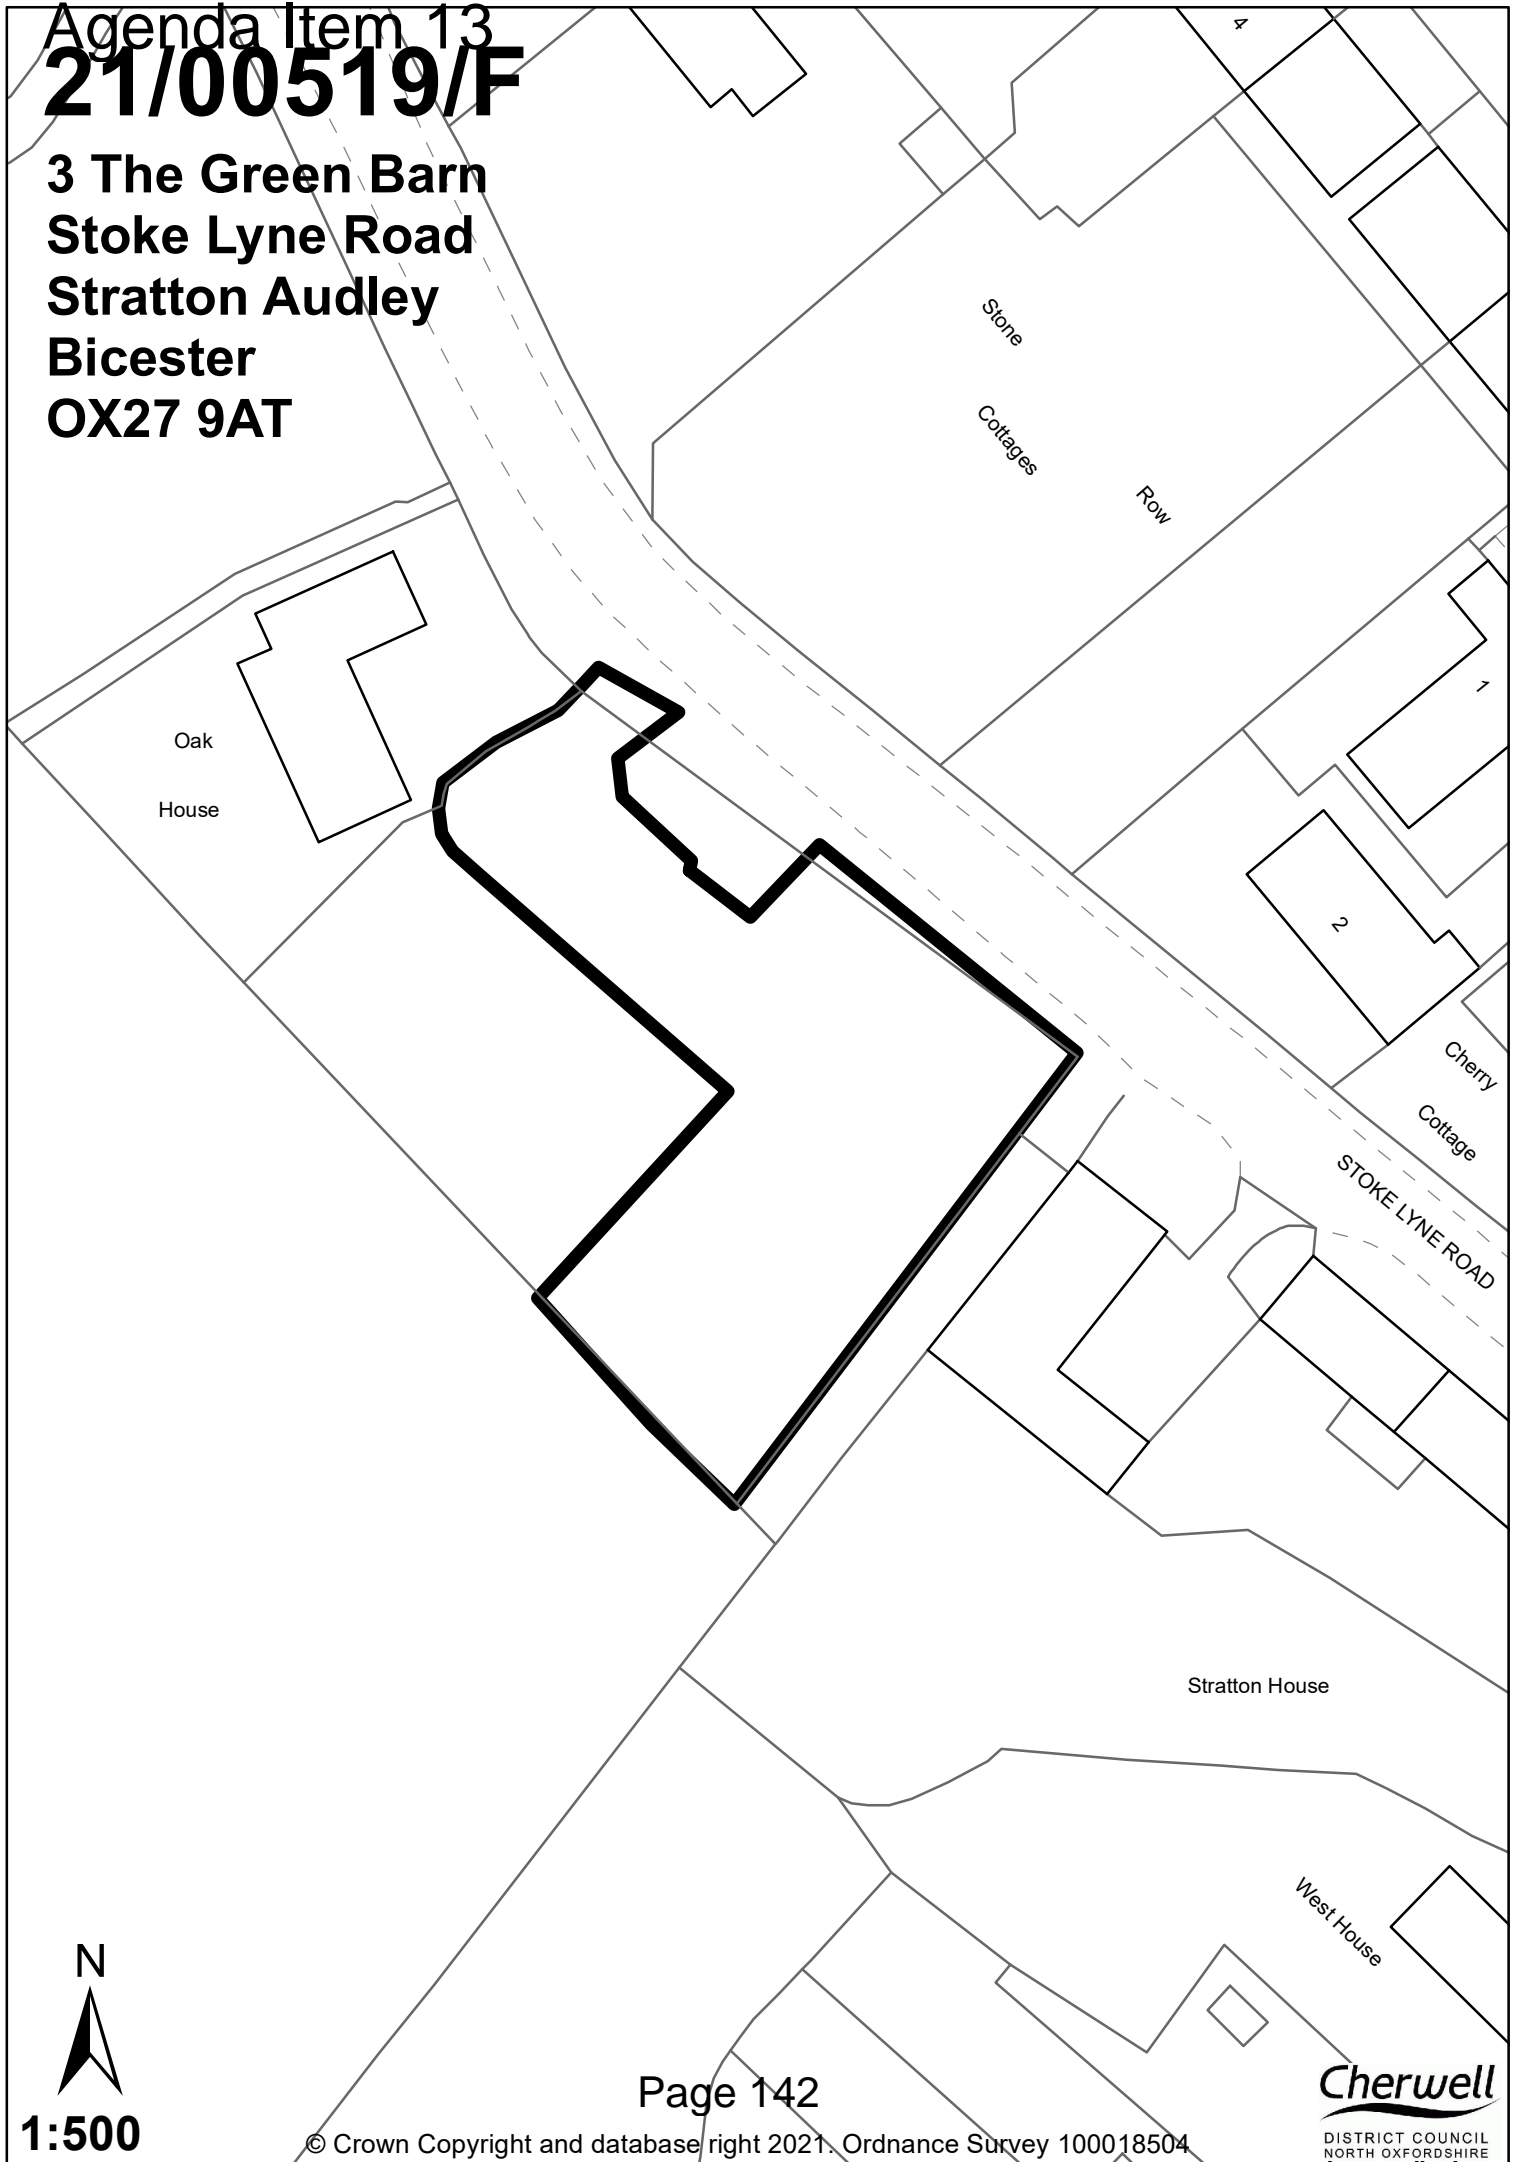 Agenda Item 13
21/00519/F
3 The Green Barn
Stoke Lyne Road
Stratton Audley
Bicester
OX27 9AT
4
Stone
Cottages
Row
1
Oak
House
2
Cherry
Cottage
STOKE LYNE ROAD
Stratton House
West House
N
1:500
Page 142
© Crown Copyright and database right 2021. Ordnance Survey 100018504
Cherwell
DISTRICT COUNCIL
NORTH OXFORDSHIRE